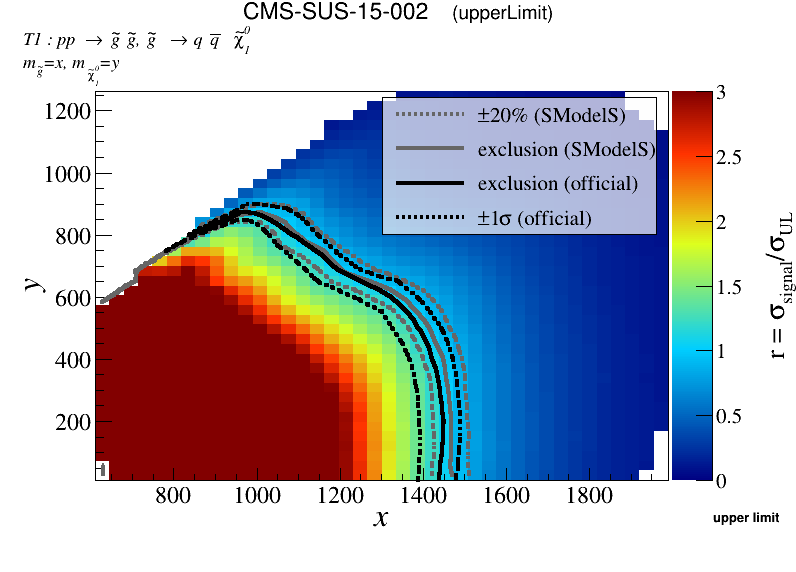 CMS-SUS-15-002 (upperLimit)
T1 : pp → g̃ g̃, g̃ → q q̅ χ̃₁⁰
m_g̃=x, m_χ̃₁⁰=y
±20% (SModelS)
exclusion (SModelS)
exclusion (official)
±1σ (official)
1200
1000
800
600
400
200
y
800 1000 1200 1400 1600 1800
x
3
2.5
2
1.5
1
0.5
0
r = σ_signal/σ_UL
upper limit